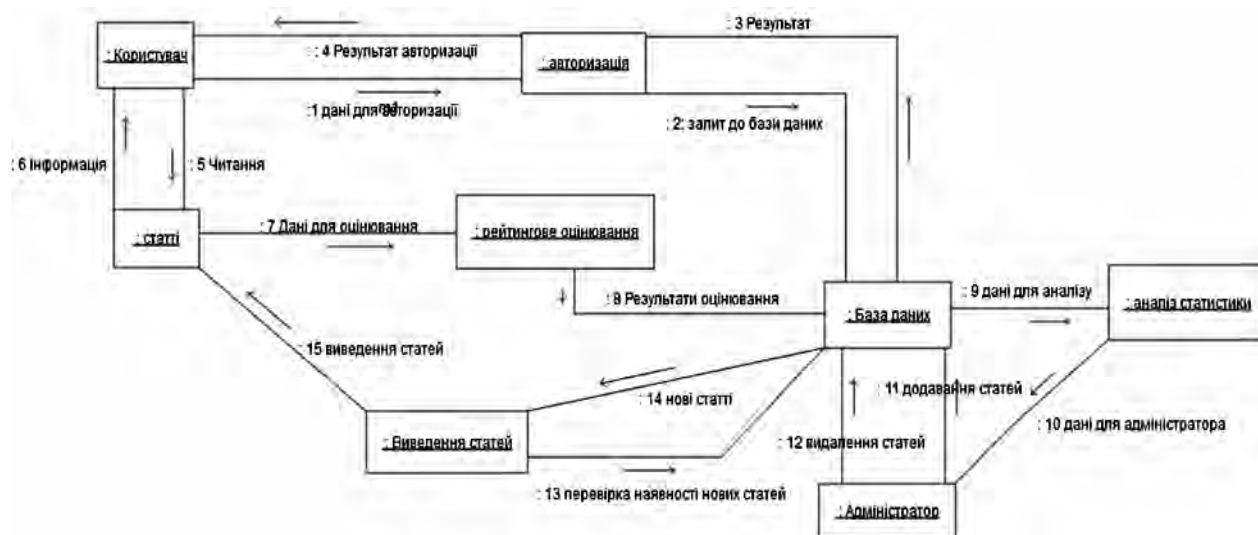 : 3 Результат
: Користувач
: 4 Результат авторизації
: авторизація
:1 дані для авторизації
: 2: запит до бази даних
: 6 Інформація
: 5 Читання
: статті
: 7 Дані для оцінювання
: рейтингове оцінювання
: 8 Результати оцінювання
: База даних
: 9 дані для аналізу
: аналіз статистики
: 15 виведення статей
: 14 нові статті
: 11 додавання статей
: 10 дані для адміністратора
: Виведення статей
: 12 видалення статей
: 13 перевірка наявності нових статей
: Адміністратор